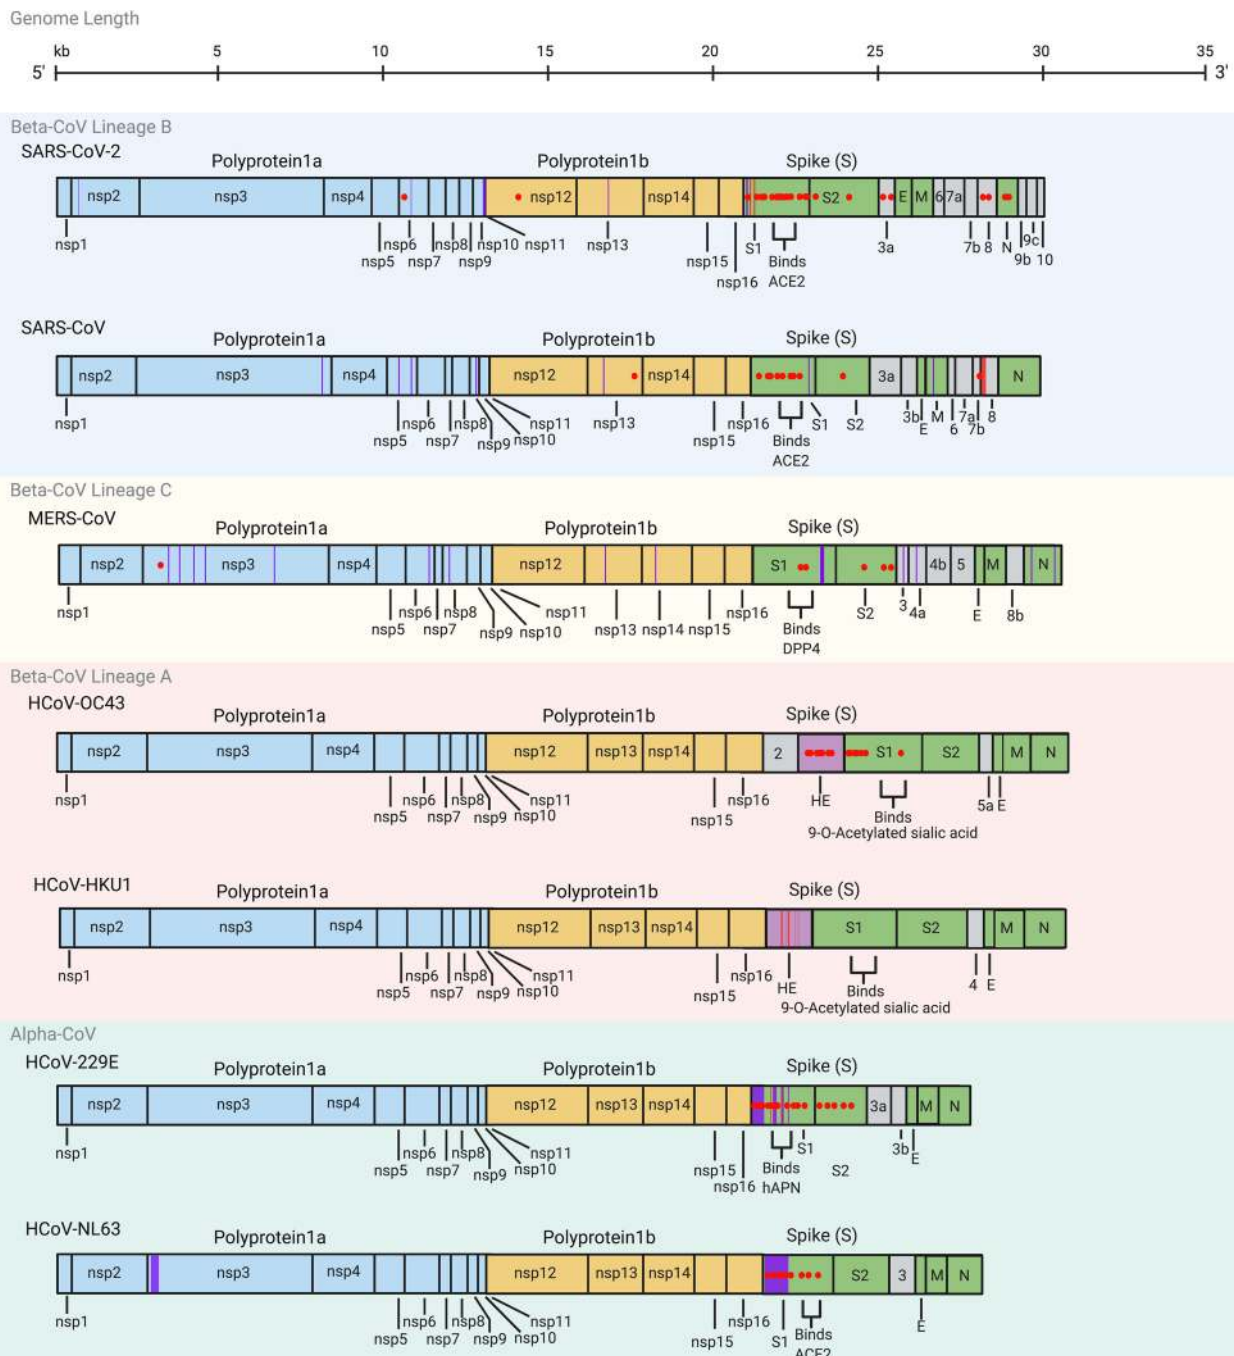 Genome Length
kb 5 10 15 20 25 30 35
5' 3'
Beta-CoV Lineage B
SARS-CoV-2
Polyprotein1a Polyprotein1b Spike (S)
nsp2 nsp3 nsp4 nsp12 nsp14 S2 E M 6 7a
nsp1 nsp6 nsp8 nsp10 nsp11 nsp13 S1 3a 7b 8 N 9c
nsp5 nsp7 nsp9 nsp15 Binds 9b 10
nsp16 ACE2
SARS-CoV
Polyprotein1a Polyprotein1b Spike (S)
nsp2 nsp3 nsp4 nsp12 nsp14 3a N
nsp1 nsp6 nsp8 nsp11 nsp13 nsp16 S1 S2 3b M 7a 8
nsp5 nsp7 nsp9 nsp10 nsp15 Binds E 6 7b
ACE2
Beta-CoV Lineage C
MERS-CoV
Polyprotein1a Polyprotein1b Spike (S)
nsp2 nsp3 nsp4 nsp12 S1 4b 5 M N
nsp1 nsp6 nsp8 nsp11 nsp16 S2 3 4a E 8b
nsp5 nsp7 nsp9 nsp10 nsp13 nsp14 nsp15 Binds
DPP4
Beta-CoV Lineage A
HCoV-OC43
Polyprotein1a Polyprotein1b Spike (S)
nsp2 nsp3 nsp4 nsp12 nsp13 nsp14 2 S1 S2 M N
nsp1 nsp6 nsp8 nsp11 nsp16 HE 5a E
nsp5 nsp7 nsp9 nsp10 nsp15 Binds
9-O-Acetylated sialic acid
HCoV-HKU1
Polyprotein1a Polyprotein1b Spike (S)
nsp2 nsp3 nsp4 nsp12 nsp13 nsp14 S1 S2 M N
nsp1 nsp6 nsp8 nsp11 nsp16 HE 4 E
nsp5 nsp7 nsp9 nsp10 nsp15 Binds
9-O-Acetylated sialic acid
Alpha-CoV
HCoV-229E
Polyprotein1a Polyprotein1b Spike (S)
nsp2 nsp3 nsp4 nsp12 nsp13 nsp14 3a M N
nsp1 nsp6 nsp8 nsp11 S1 3b E
nsp5 nsp7 nsp9 nsp10 nsp15 Binds S2
nsp16 hAPN
HCoV-NL63
Polyprotein1a Polyprotein1b Spike (S)
nsp2 nsp3 nsp4 nsp12 nsp13 nsp14 S2 3 M N
nsp1 nsp6 nsp8 nsp11 nsp16 E
nsp5 nsp7 nsp9 nsp10 nsp15 S1 Binds
ACE2